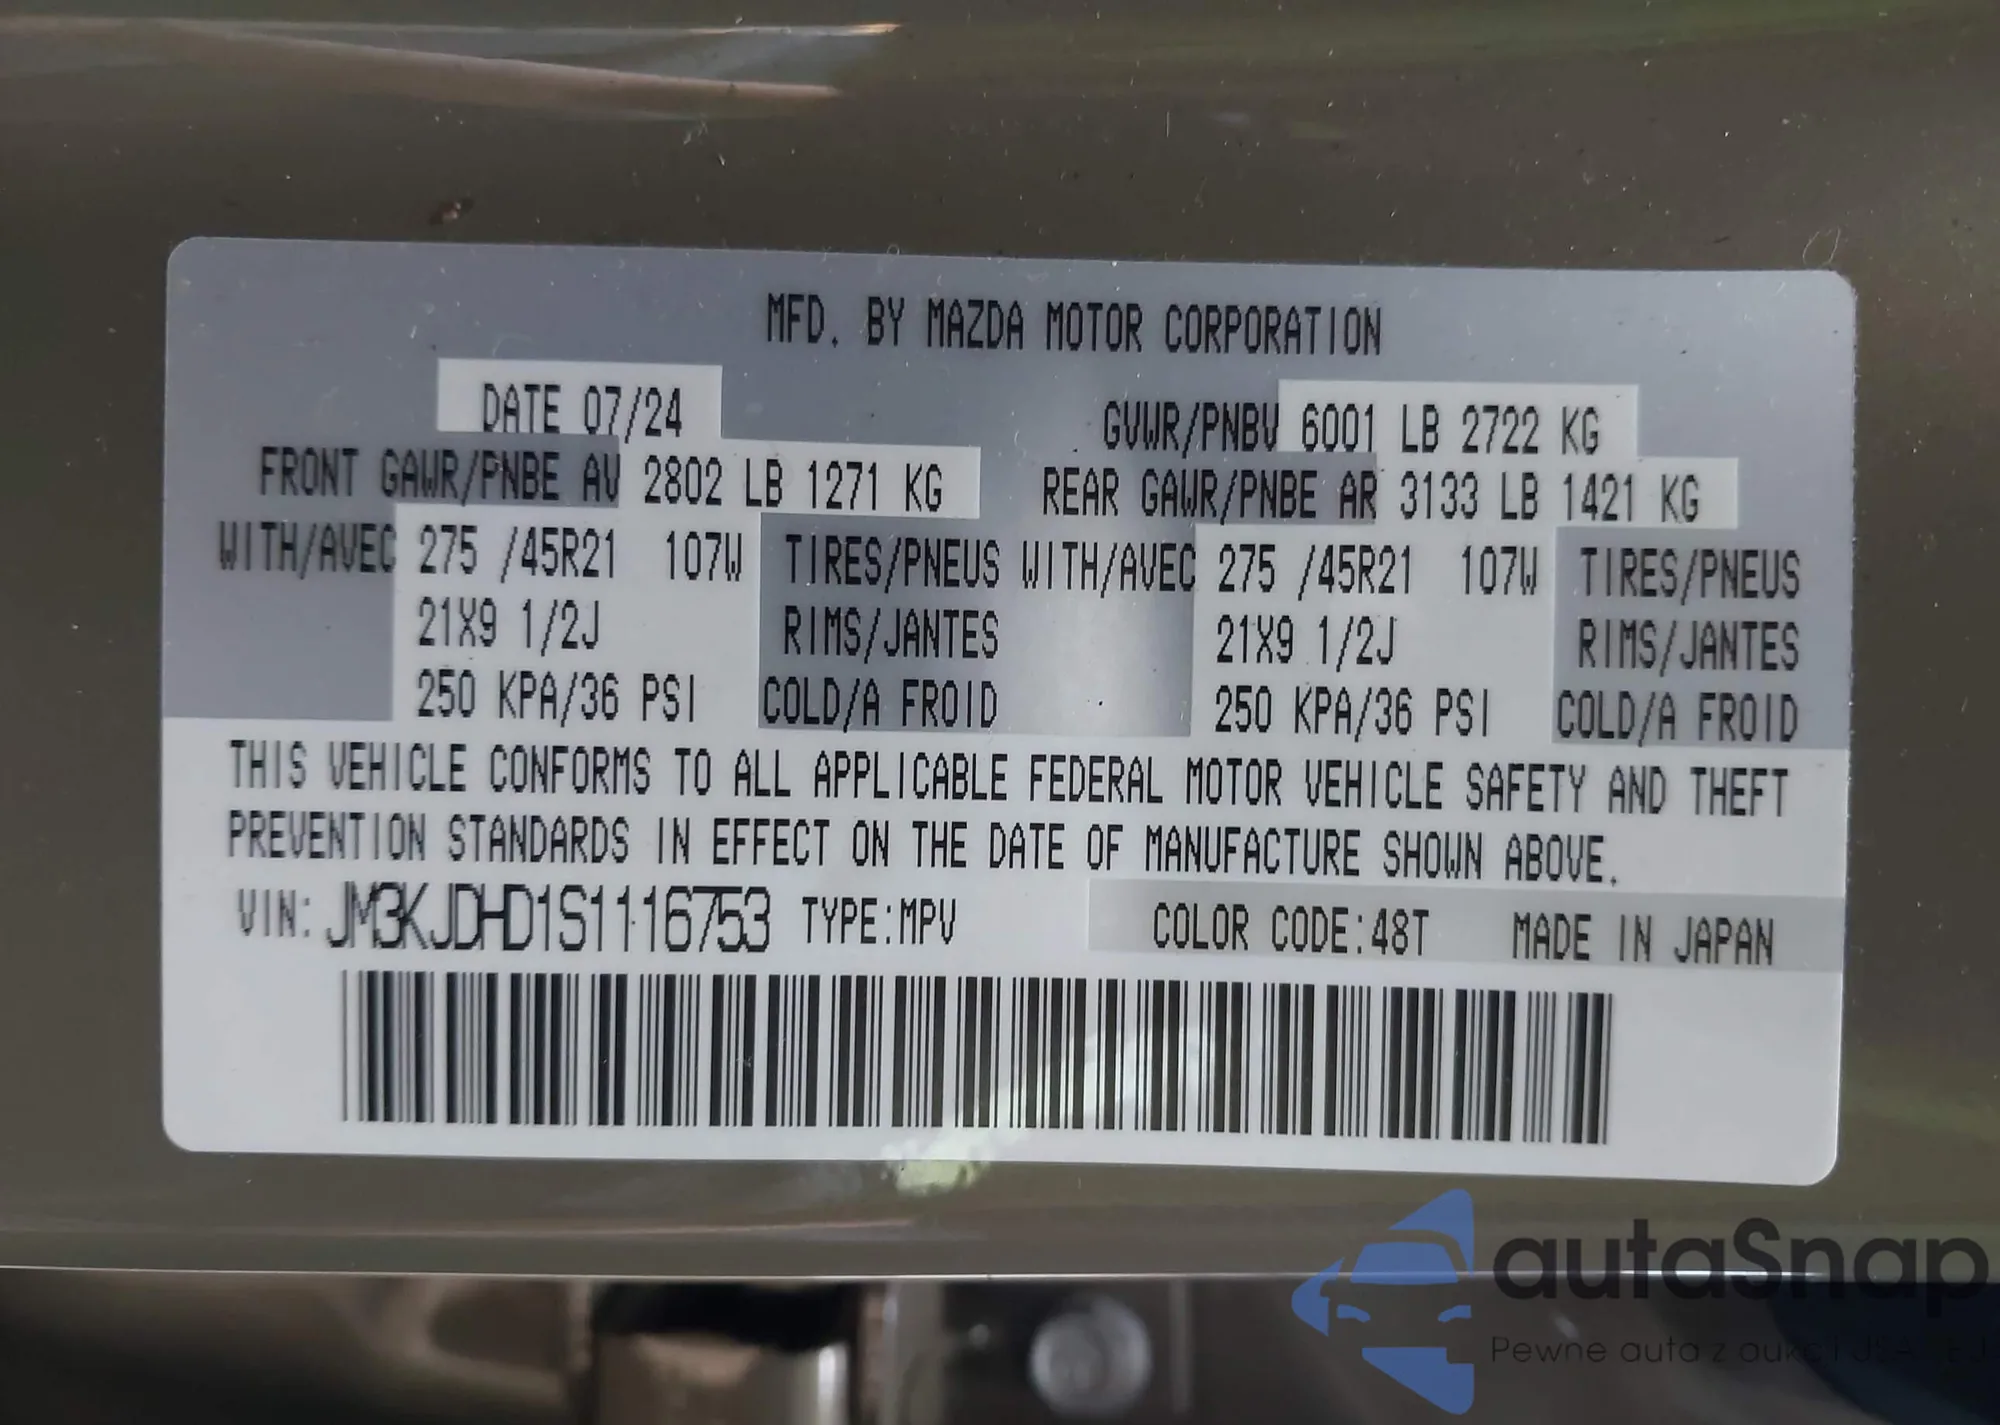 MFD. BY MAZDA MOTOR CORPORATION
DATE 07/24 GVWR/PNBV 6001 LB 2722 KG
FRONT GAWR/PNBE AV 2802 LB 1271 KG REAR GAWR/PNBE AR 3133 LB 1421 KG
WITH/AVEC 275 /45R21 107W TIRES/PNEUS WITH/AVEC 275 /45R21 107W TIRES/PNEUS
21X9 1/2J RIMS/JANTES 21X9 1/2J RIMS/JANTES
250 KPA/36 PSI COLD/A FROID 250 KPA/36 PSI COLD/A FROID
THIS VEHICLE CONFORMS TO ALL APPLICABLE FEDERAL MOTOR VEHICLE SAFETY AND THEFT
PREVENTION STANDARDS IN EFFECT ON THE DATE OF MANUFACTURE SHOWN ABOVE.
VIN: JM3KJDHD1S1116753 TYPE:MPV COLOR CODE:48T MADE IN JAPAN
autaSnap
Pewne auta z aukcji USA